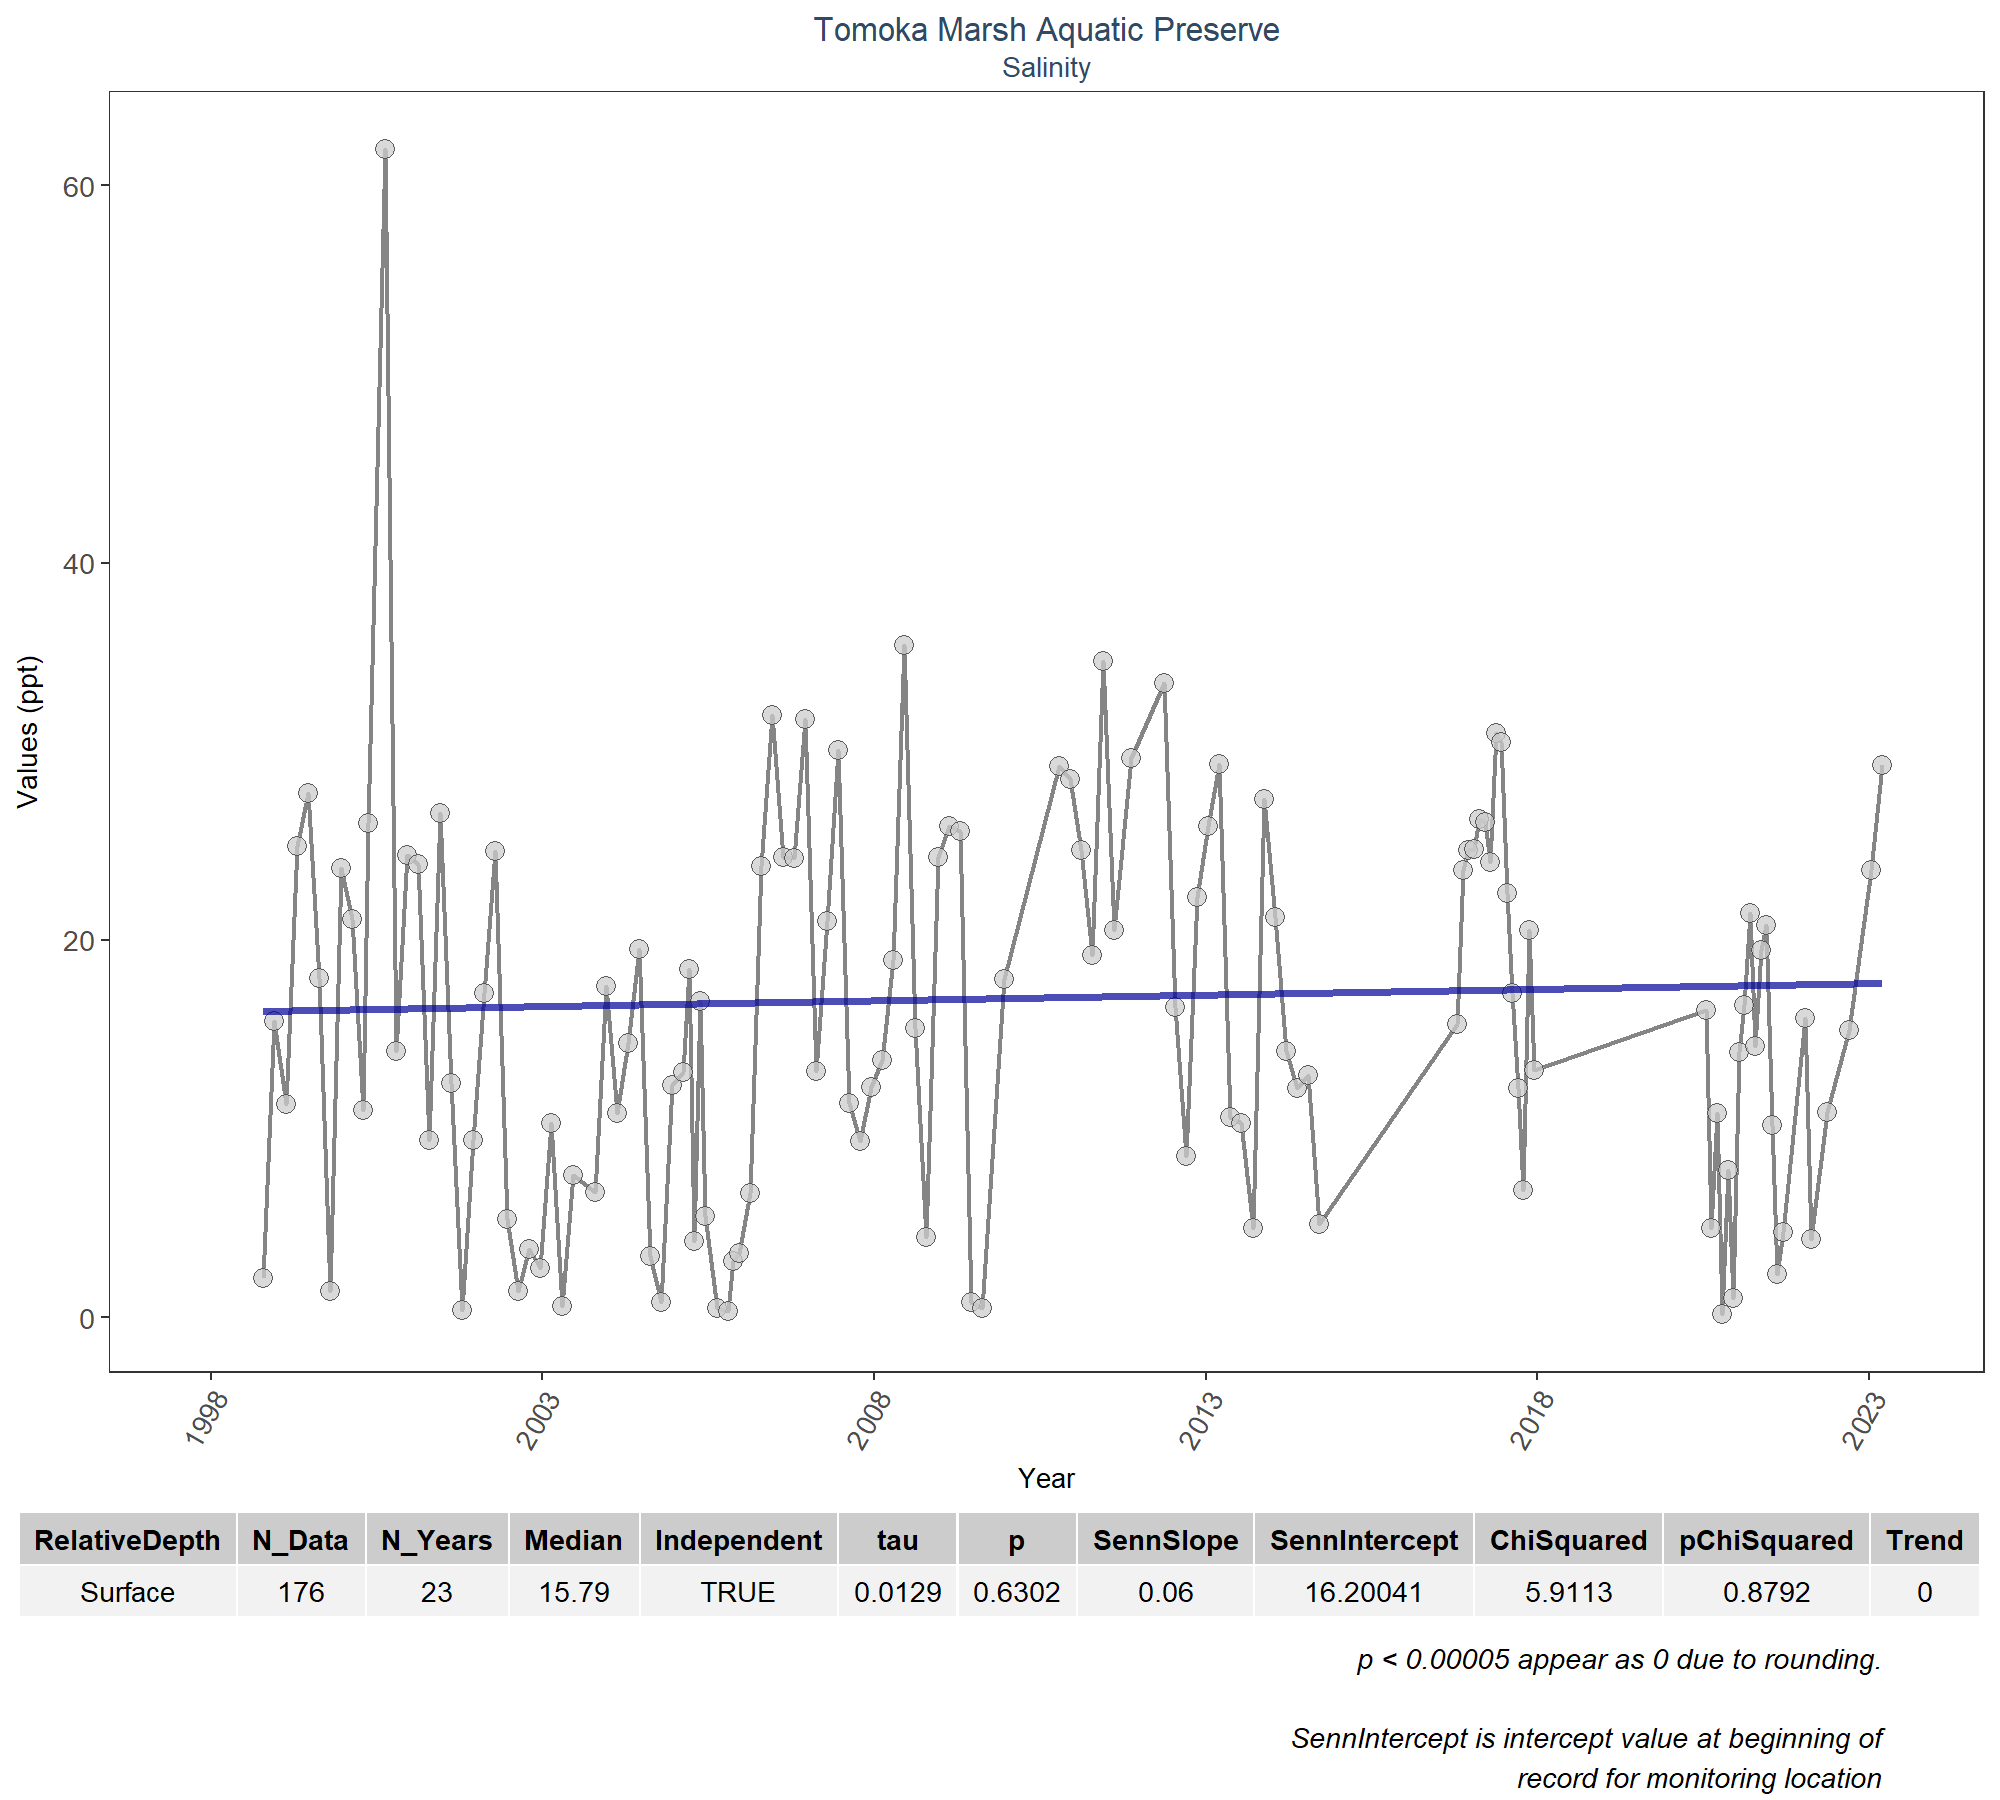 Tomoka Marsh Aquatic Preserve
Salinity
Values (ppt)
60
40
20
0
1998 2003 2008 2013 2018 2023
Year
RelativeDepth N_Data N_Years Median Independent tau p SennSlope SennIntercept ChiSquared pChiSquared Trend
Surface 176 23 15.79 TRUE 0.0129 0.6302 0.06 16.20041 5.9113 0.8792 0
p < 0.00005 appear as 0 due to rounding.
SennIntercept is intercept value at beginning of
record for monitoring location